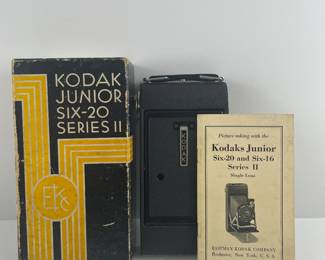 KODAK
JUNIOR
SIX-20
SERIES II
EKC
KODAK
Picture-taking with the
Kodaks Junior
Six-20 and Six-16
Series II
Single Lens
EASTMAN KODAK COMPANY
Rochester, New York, U. S. A.